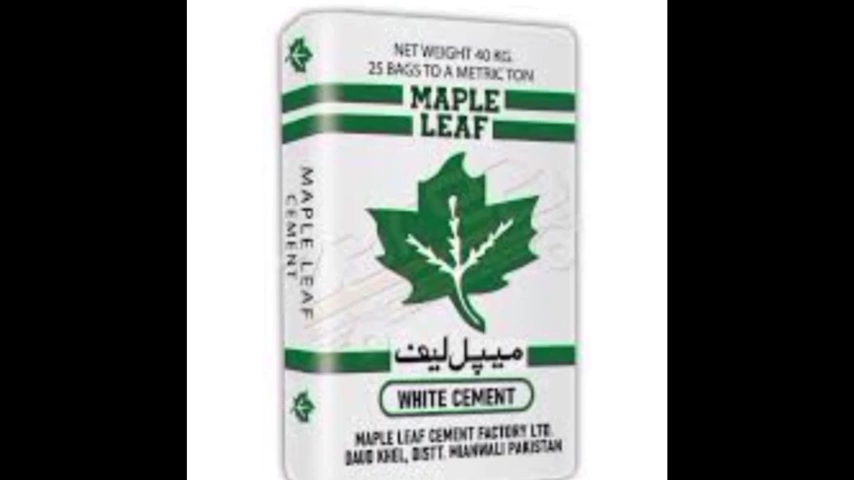 NET WEIGHT 40 KG.
25 BAGS TO A METRIC TON
MAPLE
LEAF
MAPLE LEAF
CEMENT
میپل لیف
WHITE CEMENT
MAPLE LEAF CEMENT FACTORY LTD.
DAUD KHEL, DISTT. MIANWALI PAKISTAN